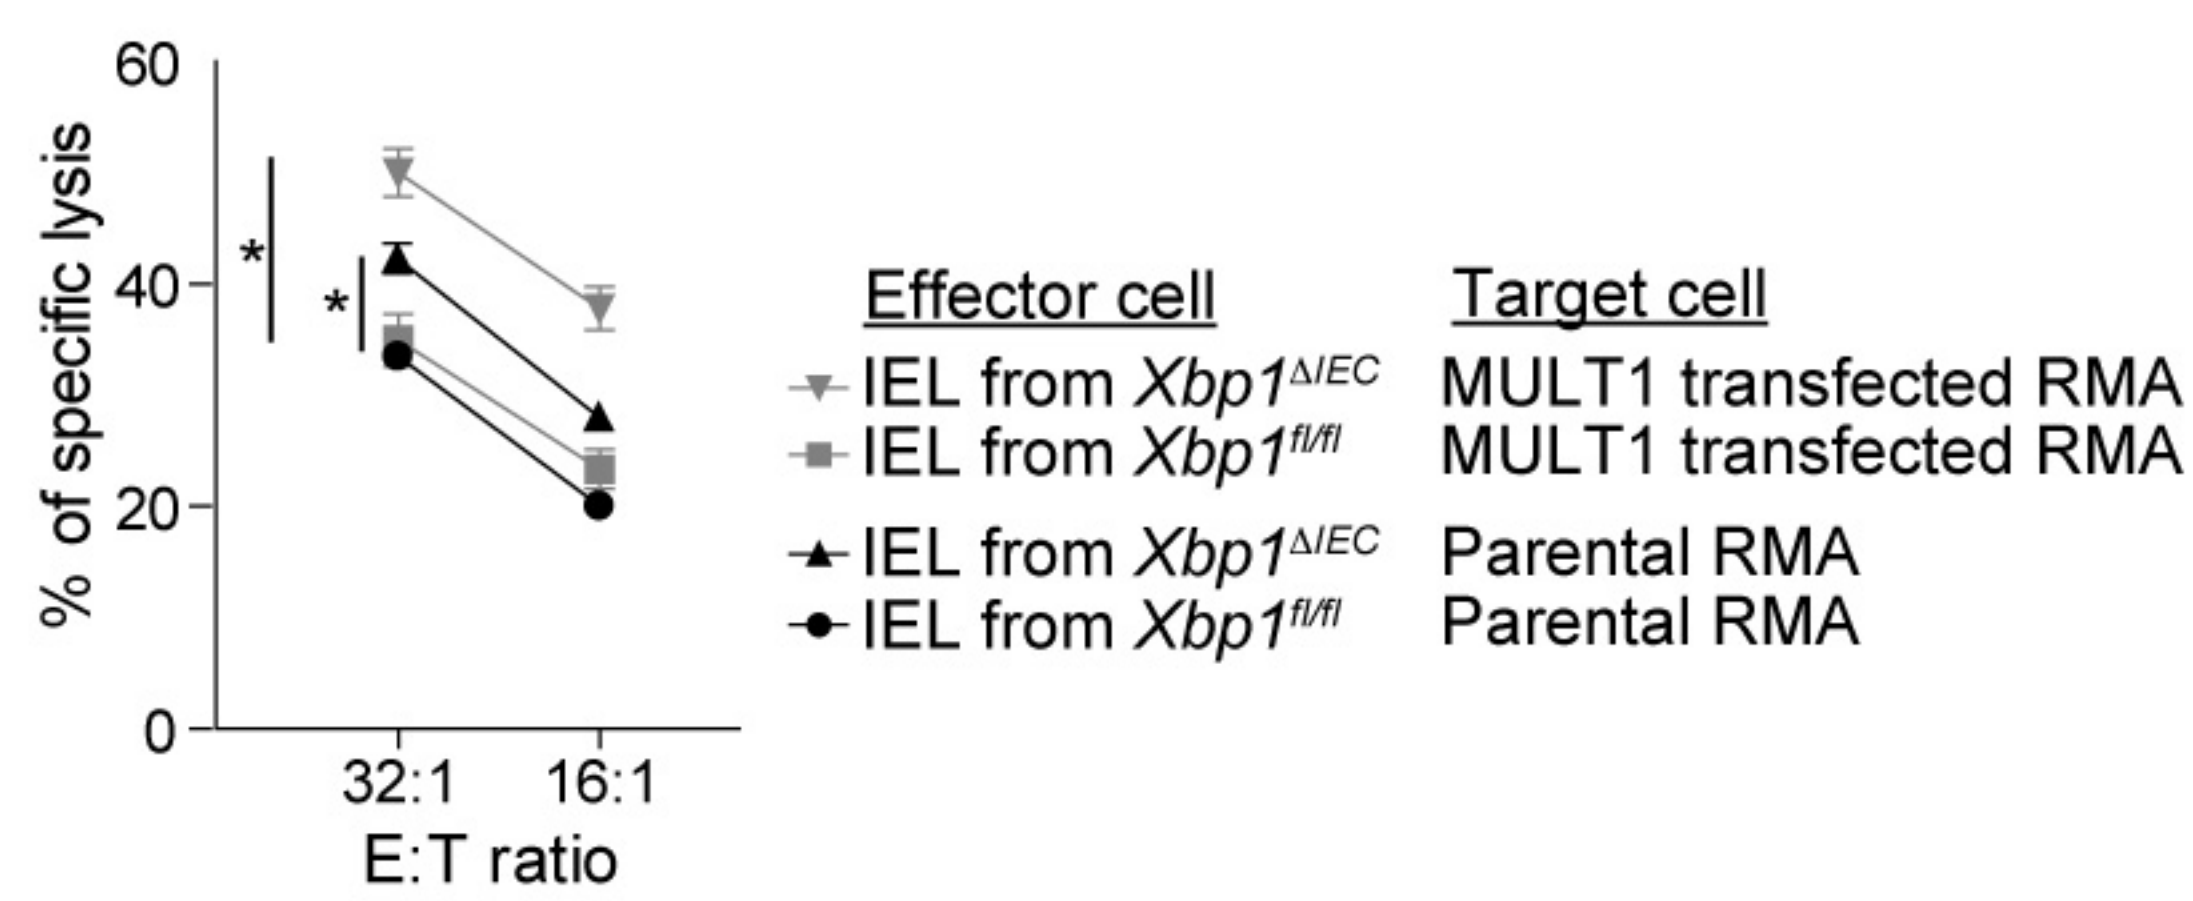 % of specific lysis
60
40
20
0
*
*
32:1 16:1
E:T ratio
Effector cell Target cell
IEL from Xbp1ΔIEC MULT1 transfected RMA
IEL from Xbp1fl/fl MULT1 transfected RMA
IEL from Xbp1ΔIEC Parental RMA
IEL from Xbp1fl/fl Parental RMA